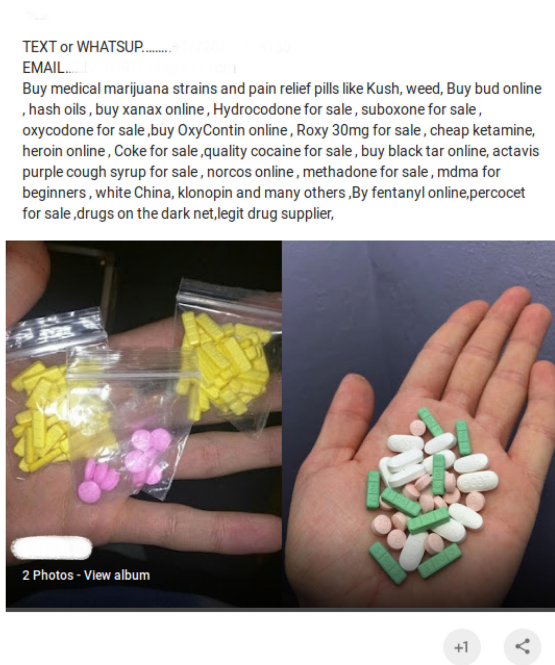 TEXT or WHATSUP.........
EMAIL....
Buy medical marijuana strains and pain relief pills like Kush, weed, Buy bud online
, hash oils , buy xanax online , Hydrocodone for sale , suboxone for sale ,
oxycodone for sale ,buy OxyContin online , Roxy 30mg for sale , cheap ketamine,
heroin online , Coke for sale ,quality cocaine for sale , buy black tar online, actavis
purple cough syrup for sale , norcos online , methadone for sale , mdma for
beginners , white China, klonopin and many others ,By fentanyl online,percocet
for sale ,drugs on the dark net,legit drug supplier,
2 Photos - View album
+1